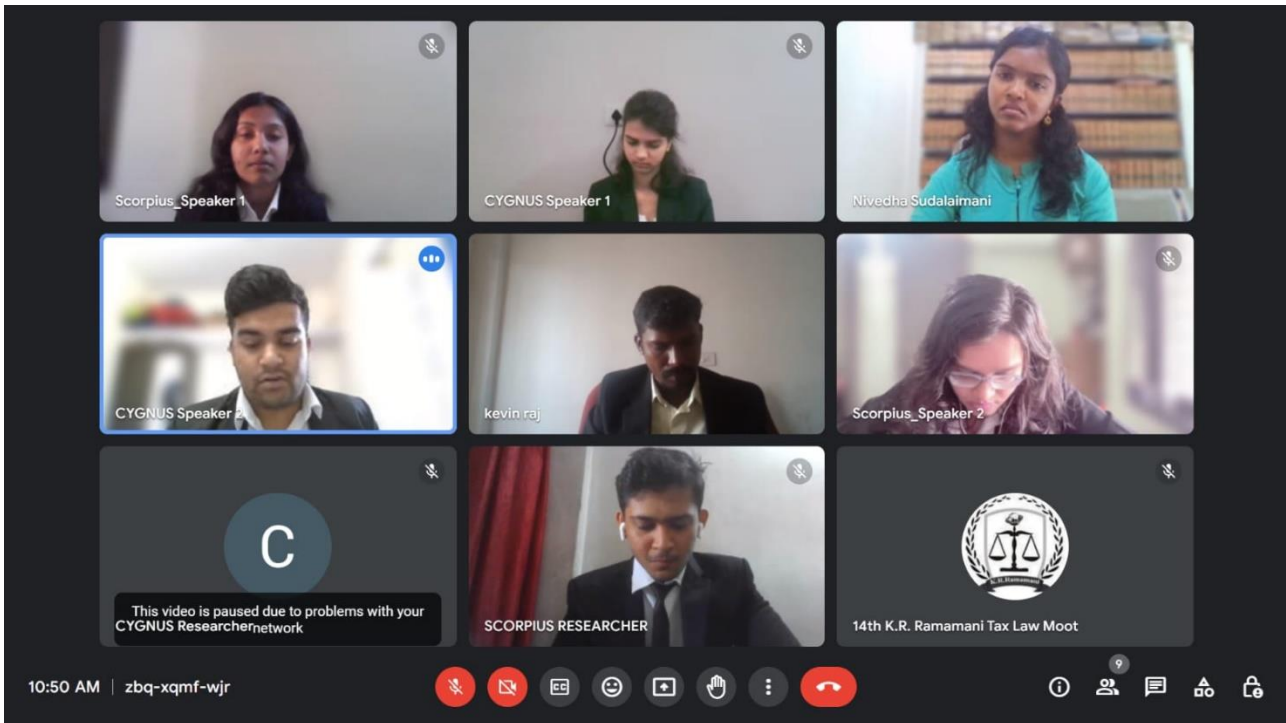 Scorpius_Speaker 1
CYGNUS Speaker 1
Nivedha Sudalaimani
CYGNUS Speaker 2
kevin raj
Scorpius_Speaker 2
C
This video is paused due to problems with your
network
CYGNUS Researcher
SCORPIUS RESEARCHER
K.R.Ramamani
14th K.R. Ramamani Tax Law Moot
10:50 AM | zbq-xqmf-wjr
CC
9